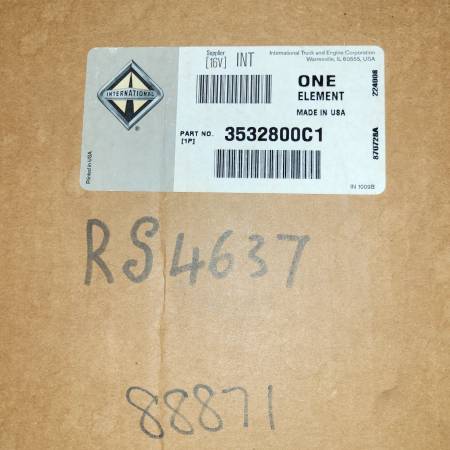 Supplier
[16V] INT
International Truck and Engine Corporation
Warrenville, IL 60555, USA
INTERNATIONAL
ONE
ELEMENT
MADE IN USA
PART NO.
[1P]
3532800C1
224008
870728A
Printed in USA
IN 1009B
RS4637
88871